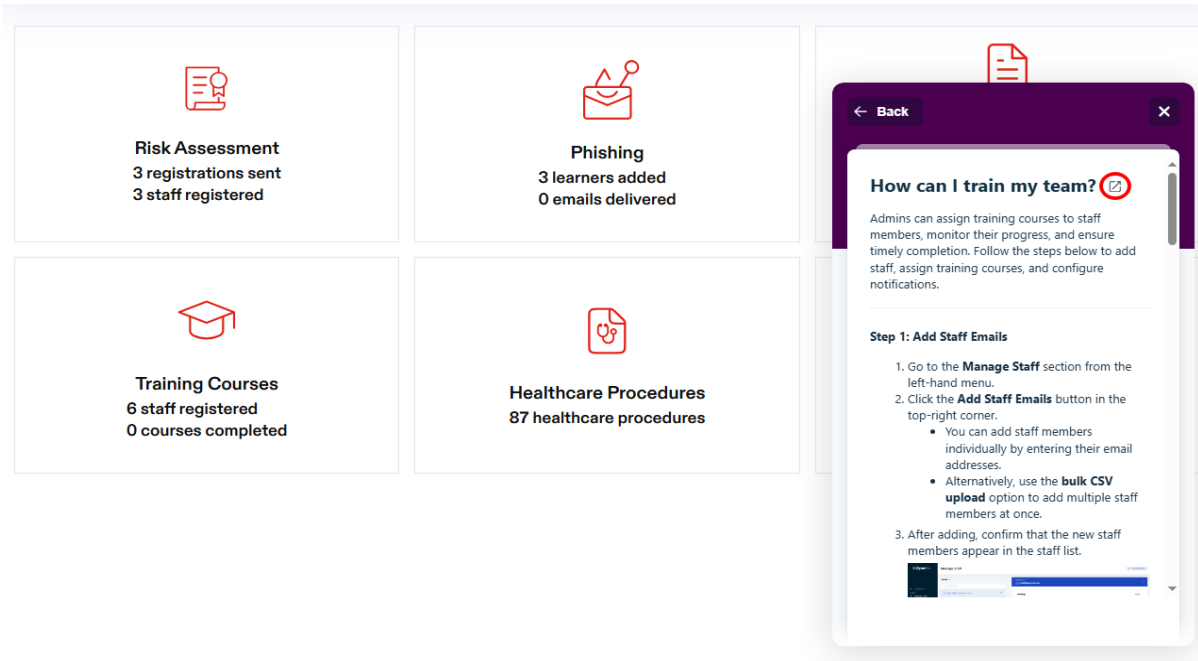 Risk Assessment
3 registrations sent
3 staff registered
Phishing
3 learners added
0 emails delivered
Training Courses
6 staff registered
0 courses completed
Healthcare Procedures
87 healthcare procedures
Back
How can I train my team?
Admins can assign training courses to staff
members, monitor their progress, and ensure
timely completion. Follow the steps below to add
staff, assign training courses, and configure
notifications.
Step 1: Add Staff Emails
1. Go to the Manage Staff section from the
left-hand menu.
2. Click the Add Staff Emails button in the
top-right corner.
• You can add staff members
individually by entering their email
addresses.
• Alternatively, use the bulk CSV
upload option to add multiple staff
members at once.
3. After adding, confirm that the new staff
members appear in the staff list.
Manage Staff